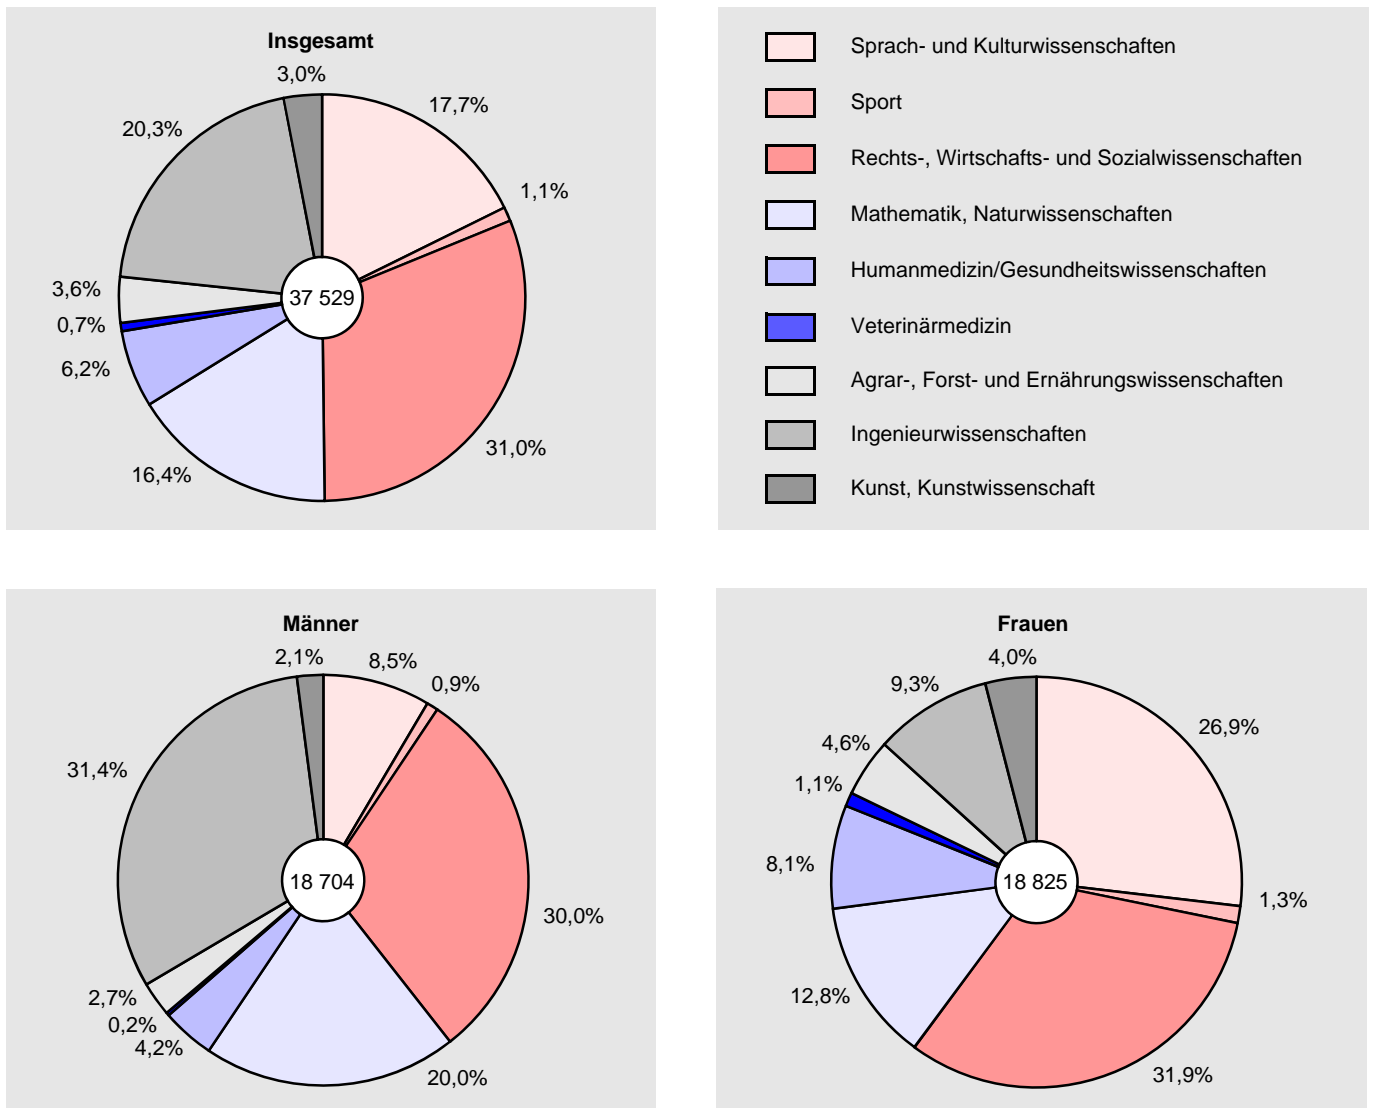 Insgesamt
3,0%
17,7%
20,3%
1,1%
3,6%
37 529
0,7%
6,2%
31,0%
16,4%
Sprach- und Kulturwissenschaften
Sport
Rechts-, Wirtschafts- und Sozialwissenschaften
Mathematik, Naturwissenschaften
Humanmedizin/Gesundheitswissenschaften
Veterinärmedizin
Agrar-, Forst- und Ernährungswissenschaften
Ingenieurwissenschaften
Kunst, Kunstwissenschaft
Männer
2,1%
8,5%
0,9%
31,4%
18 704
30,0%
2,7%
0,2%
4,2%
20,0%
Frauen
4,0%
9,3%
26,9%
4,6%
1,1%
8,1%
18 825
1,3%
12,8%
31,9%